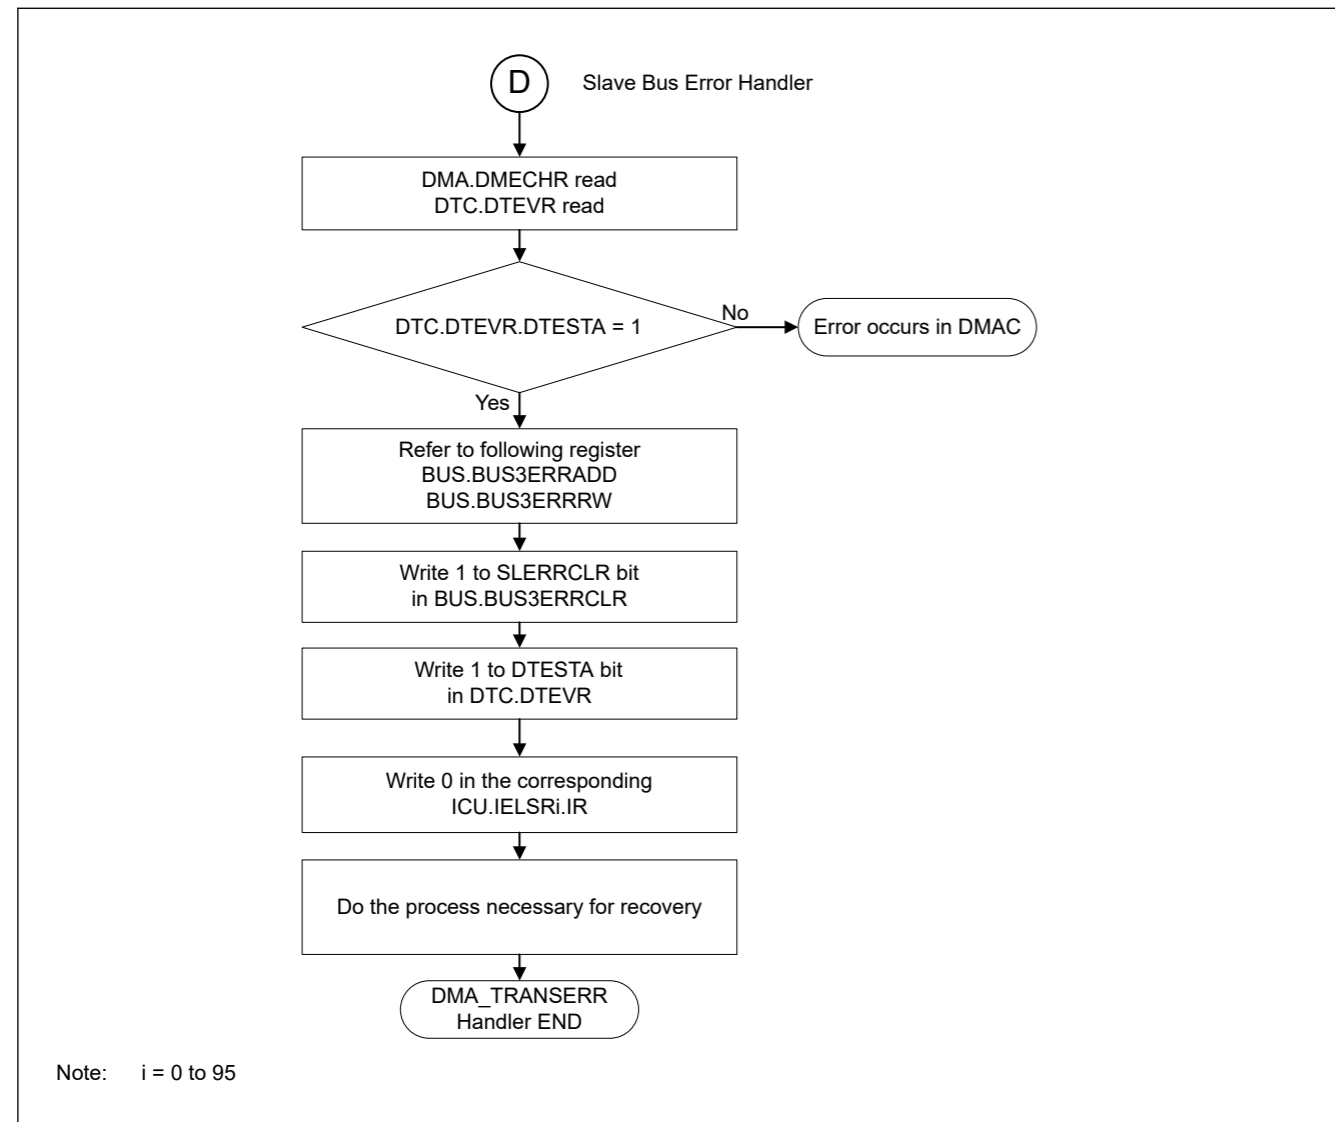 D
Slave Bus Error Handler
DMA.DMECHR read
DTC.DTEVR read
DTC.DTEVR.DTESTA = 1
No
Error occurs in DMAC
Yes
Refer to following register
BUS.BUS3ERRADD
BUS.BUS3ERRRW
Write 1 to SLERRCLR bit
in BUS.BUS3ERRCLR
Write 1 to DTESTA bit
in DTC.DTEVR
Write 0 in the corresponding
ICU.IELSRi.IR
Do the process necessary for recovery
DMA_TRANSERR
Handler END
Note: i = 0 to 95